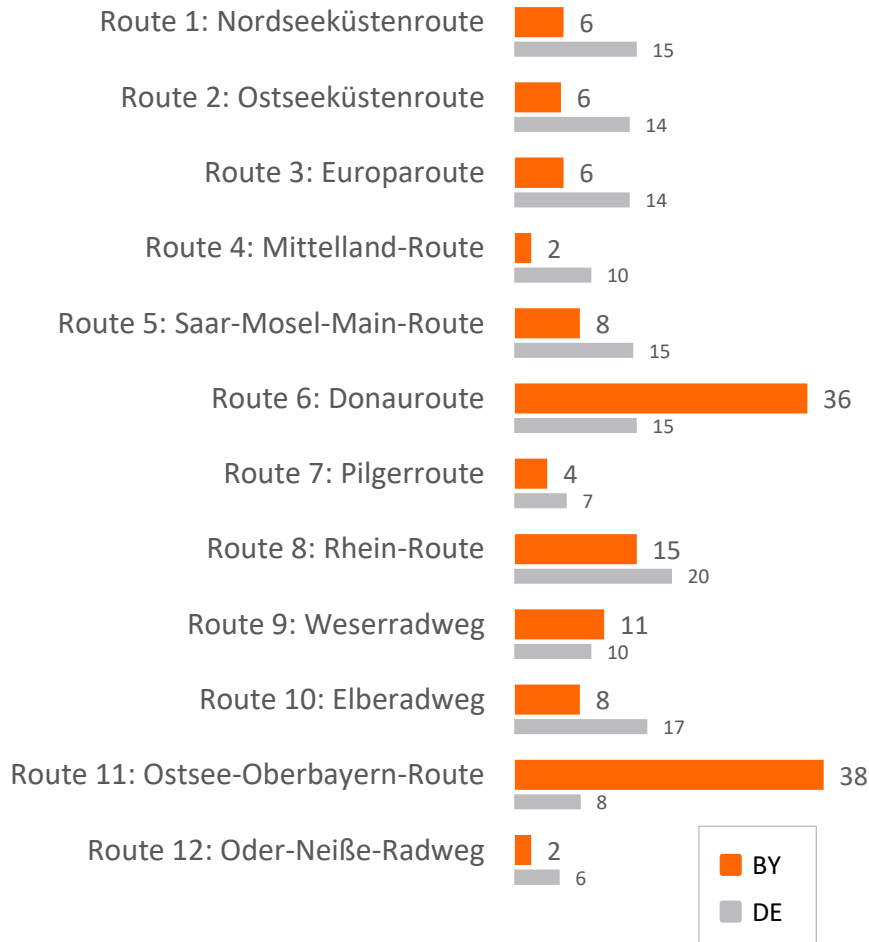 Route 1: Nordseeküstenroute 6
15
Route 2: Ostseeküstenroute 6
14
Route 3: Europaroute 6
14
Route 4: Mittelland-Route 2
10
Route 5: Saar-Mosel-Main-Route 8
15
Route 6: Donauroute 36
15
Route 7: Pilgerroute 4
7
Route 8: Rhein-Route 15
20
Route 9: Weserradweg 11
10
Route 10: Elberadweg 8
17
Route 11: Ostsee-Oberbayern-Route 38
8
Route 12: Oder-Neiße-Radweg 2
6
BY
DE